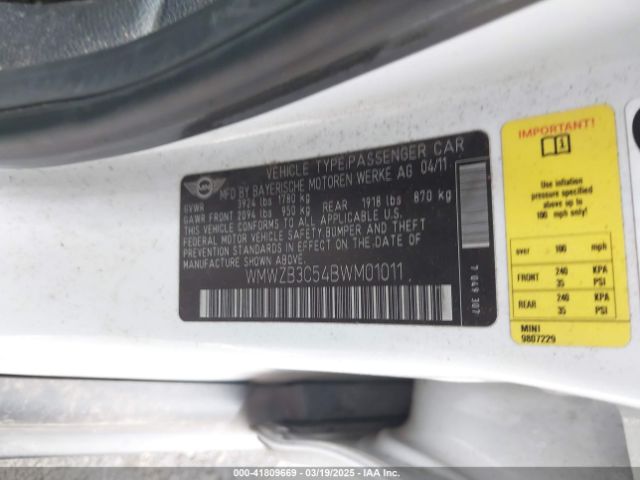 VEHICLE TYPE:PASSENGER CAR
MFD BY BAYERISCHE MOTOREN WERKE AG 04/11
GVWR 3924 lbs 1780 kg
GAWR FRONT 2094 lbs 950 kg REAR 1918 lbs 870 kg
THIS VEHICLE CONFORMS TO ALL APPLICABLE U.S.
FEDERAL MOTOR VEHICLE SAFETY,BUMPER AND THEFT
PREVENTION STANDARDS IN EFFECT ON THE DATE OF
MANUFACTURE SHOWN ABOVE.
WMWZB3C54BWM01011
7 049 307
IMPORTANT!
Use inflation
pressure specified
above for up to
100 mph only!
over 100 mph
FRONT 240 KPA
35 PSI
REAR 240 KPA
35 PSI
MINI
9807229
000-41809669 - 03/19/2025 - IAA Inc.